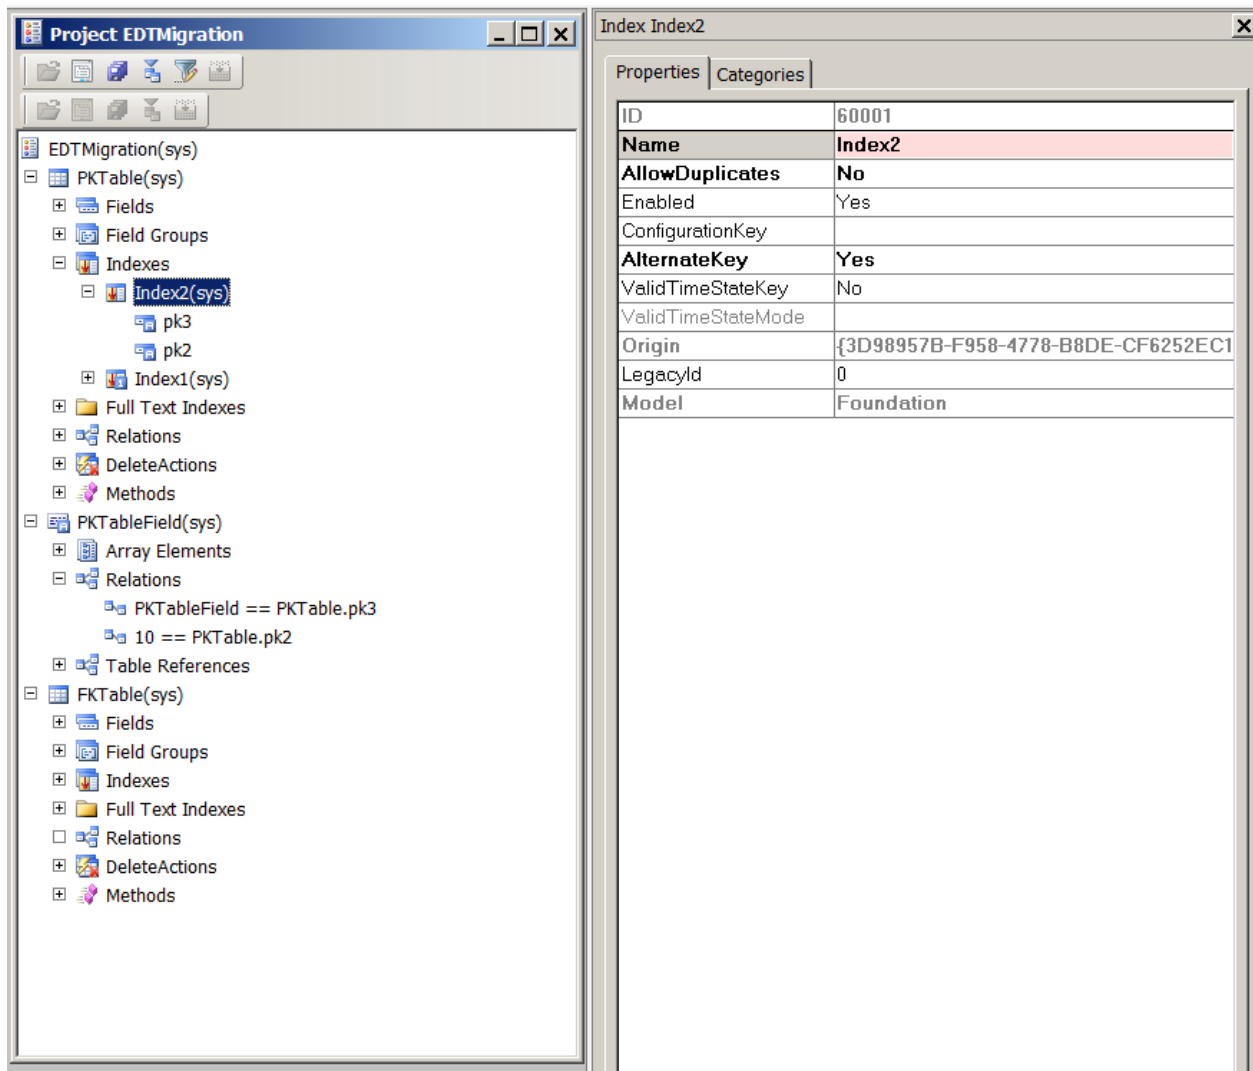 Project EDTMigration
EDTMigration(sys)
PKTable(sys)
Fields
Field Groups
Indexes
Index2(sys)
pk3
pk2
Index1(sys)
Full Text Indexes
Relations
DeleteActions
Methods
PKTableField(sys)
Array Elements
Relations
PKTableField == PKTable.pk3
10 == PKTable.pk2
Table References
FKTable(sys)
Fields
Field Groups
Indexes
Full Text Indexes
Relations
DeleteActions
Methods
Index Index2
Properties Categories
ID 60001
Name Index2
AllowDuplicates No
Enabled Yes
ConfigurationKey
AlternateKey Yes
ValidTimeStateKey No
ValidTimeStateMode
Origin {3D98957B-F958-4778-B8DE-CF6252EC1
LegacyId 0
Model Foundation